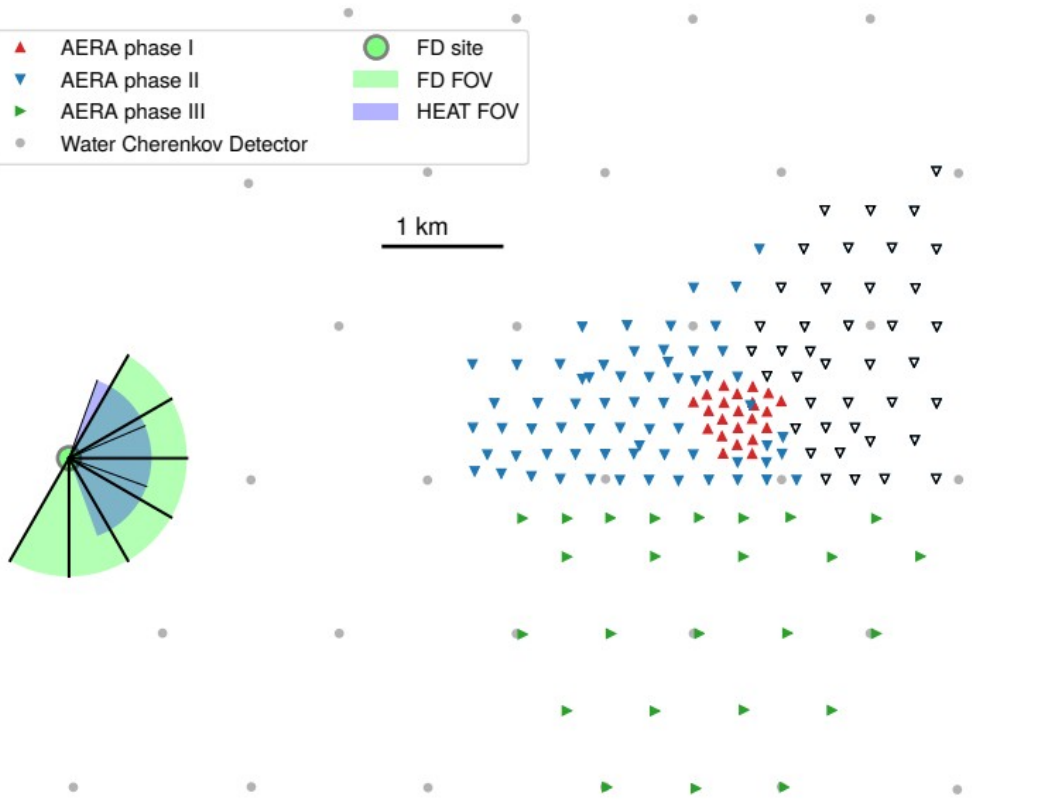 AERA phase I
AERA phase II
AERA phase III
Water Cherenkov Detector
FD site
FD FOV
HEAT FOV
1 km